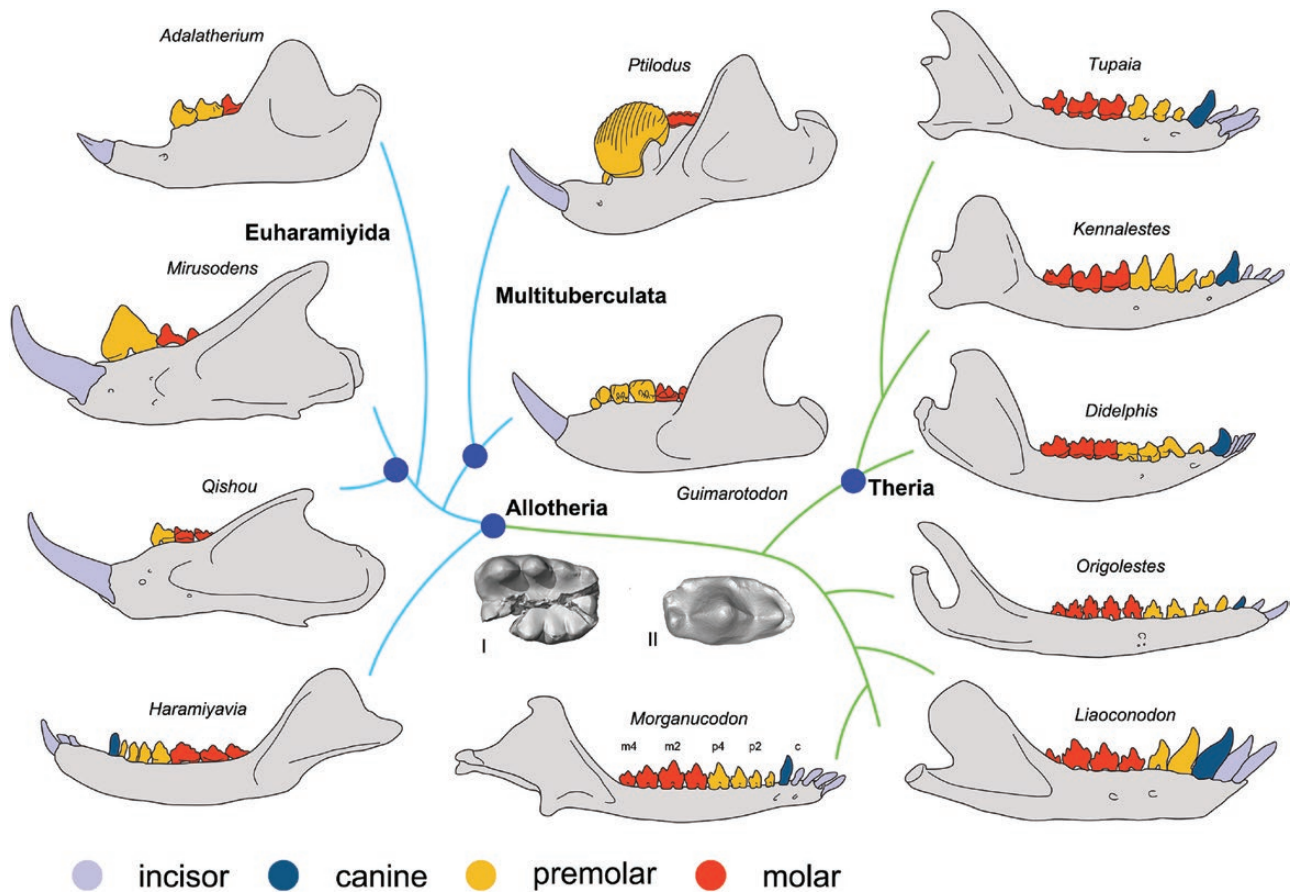 Adalatherium
Ptilodus
Tupaia
Euharamiyida
Kennalestes
Mirusodens
Multituberculata
Didelphis
Qishou
Guimarotodon
Theria
Allotheria
Origolestes
I
II
Haramiyavia
Morganucodon
Liaoconodon
m4 m2 p4 p2 c
incisor canine premolar molar